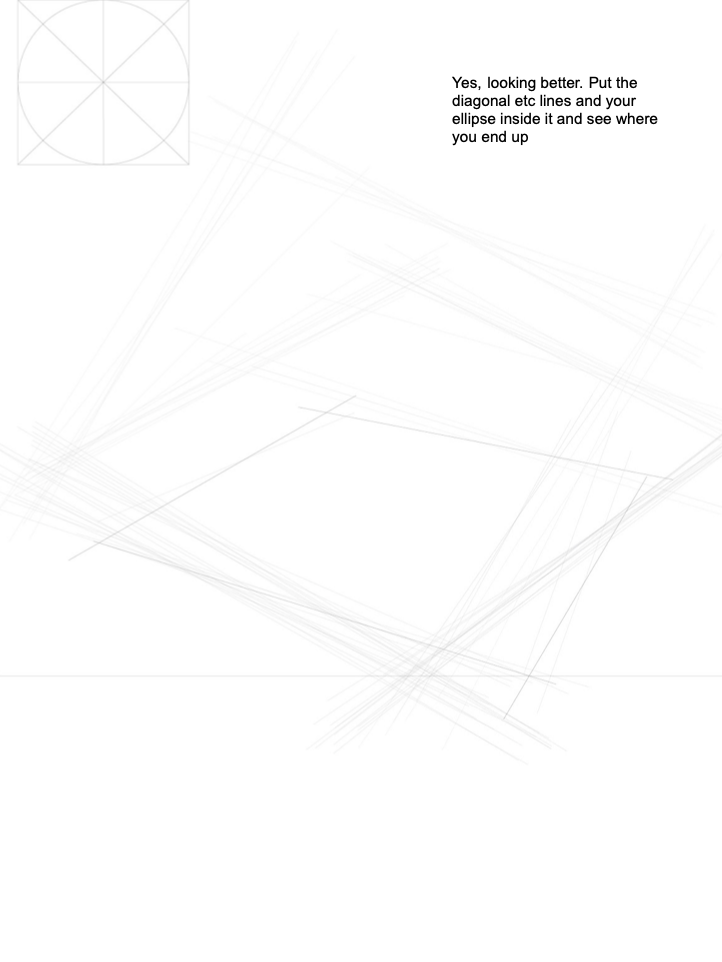 Yes, looking better. Put the
diagonal etc lines and your
ellipse inside it and see where
you end up